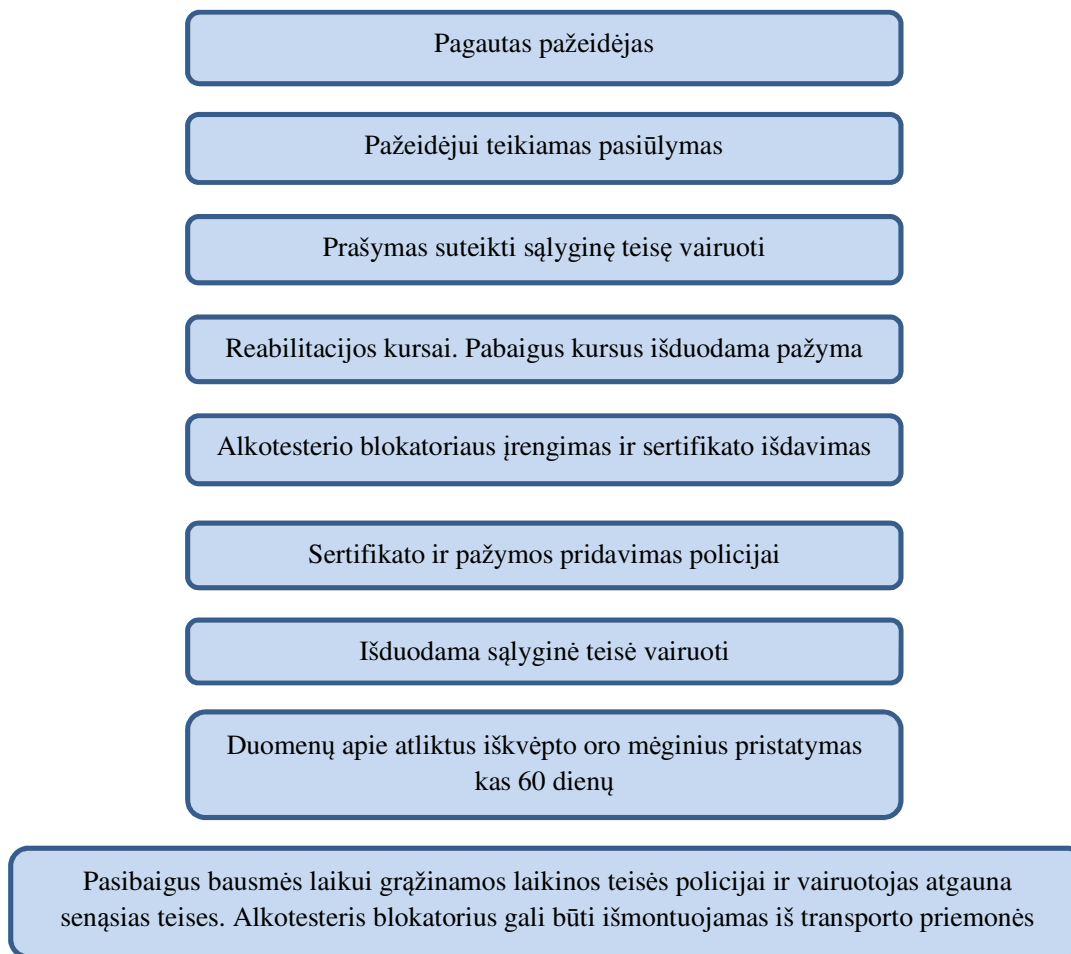 Pagautas pažeidėjas
Pažeidėjui teikiamas pasiūlymas
Prašymas suteikti sąlyginę teisę vairuoti
Reabilitacijos kursai. Pabaigus kursus išduodama pažyma
Alkotesterio blokatoriaus įrengimas ir sertifikato išdavimas
Sertifikato ir pažymos pridavimas policijai
Išduodama sąlyginė teisė vairuoti
Duomenų apie atliktus iškvėpto oro mėginius pristatymas
kas 60 dienų
Pasibaigus bausmės laikui grąžinamos laikinos teisės policijai ir vairuotojas atgauna
senąsias teises. Alkotesteris blokatorius gali būti išmontuojamas iš transporto priemonės